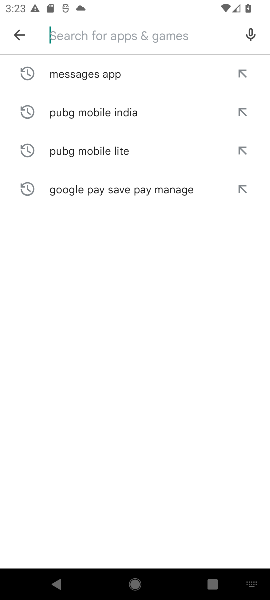 3:23
Search for apps & games
messages app
pubg mobile india
pubg mobile lite
google pay save pay manage